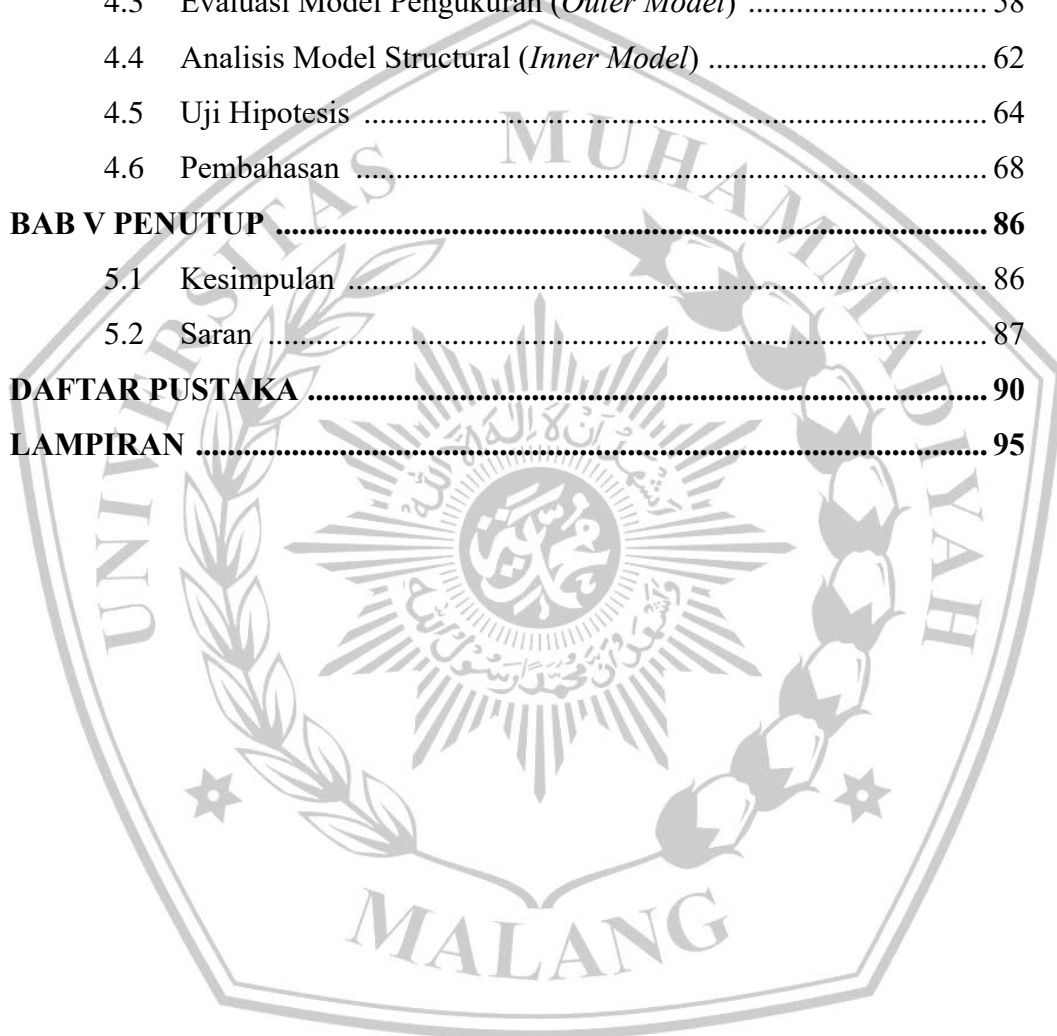 4.3 Evaluasi Model Pengukuran (Outer Model) .................................. 58
4.4 Analisis Model Structural (Inner Model) .................................. 62
4.5 Uji Hipotesis ............................................................................... 64
4.6 Pembahasan ................................................................................ 68
BAB V PENUTUP ......................................................................................... 86
5.1 Kesimpulan ................................................................................. 86
5.2 Saran ........................................................................................... 87
DAFTAR PUSTAKA ..................................................................................... 90
LAMPIRAN ................................................................................................... 95
UNIVERSITAS MUHAMMADIYAH
MALANG